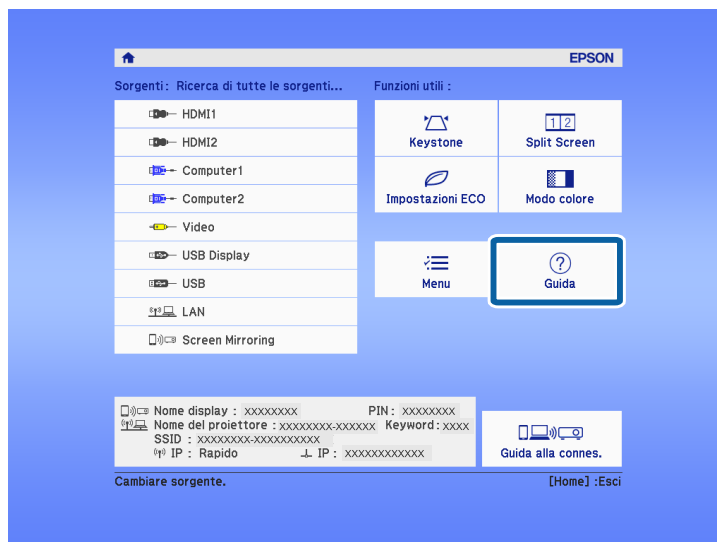 EPSON
Sorgenti : Ricerca di tutte le sorgenti...
HDMI1
HDMI2
Computer1
Computer2
Video
USB Display
USB
LAN
Screen Mirroring
Funzioni utili :
Keystone
1 2
Split Screen
Impostazioni ECO
Modo colore
Menu
?
Guida
Nome display : XXXXXXXX PIN : XXXXXXXX
Nome del proiettore : XXXXXXXX-XXXXXX Keyword : XXXX
SSID : XXXXXXXX-XXXXXXXXXX
IP : Rapido IP : XXXXXXXXXXXX
Guida alla connes.
Cambiare sorgente. [Home] :Esci